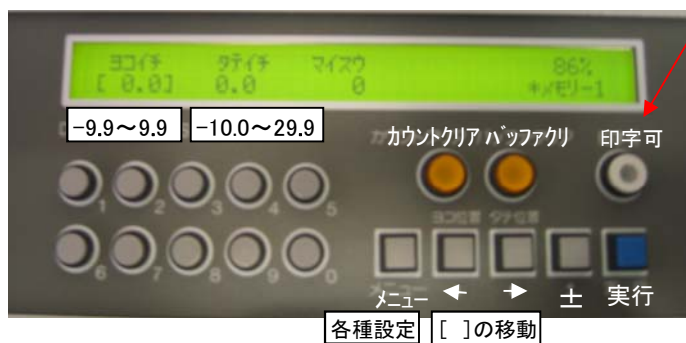 ヨコイチ タテイチ マイスウ 86%
[ 0.0] 0.0 0 *メモリー1
-9.9～9.9 -10.0～29.9
カウントクリア バッファクリ 印字可
1 2 3 4 5
ヨコ位置 タテ位置
6 7 8 9 0
メニュー ← → ± 実行
各種設定 [ ]の移動